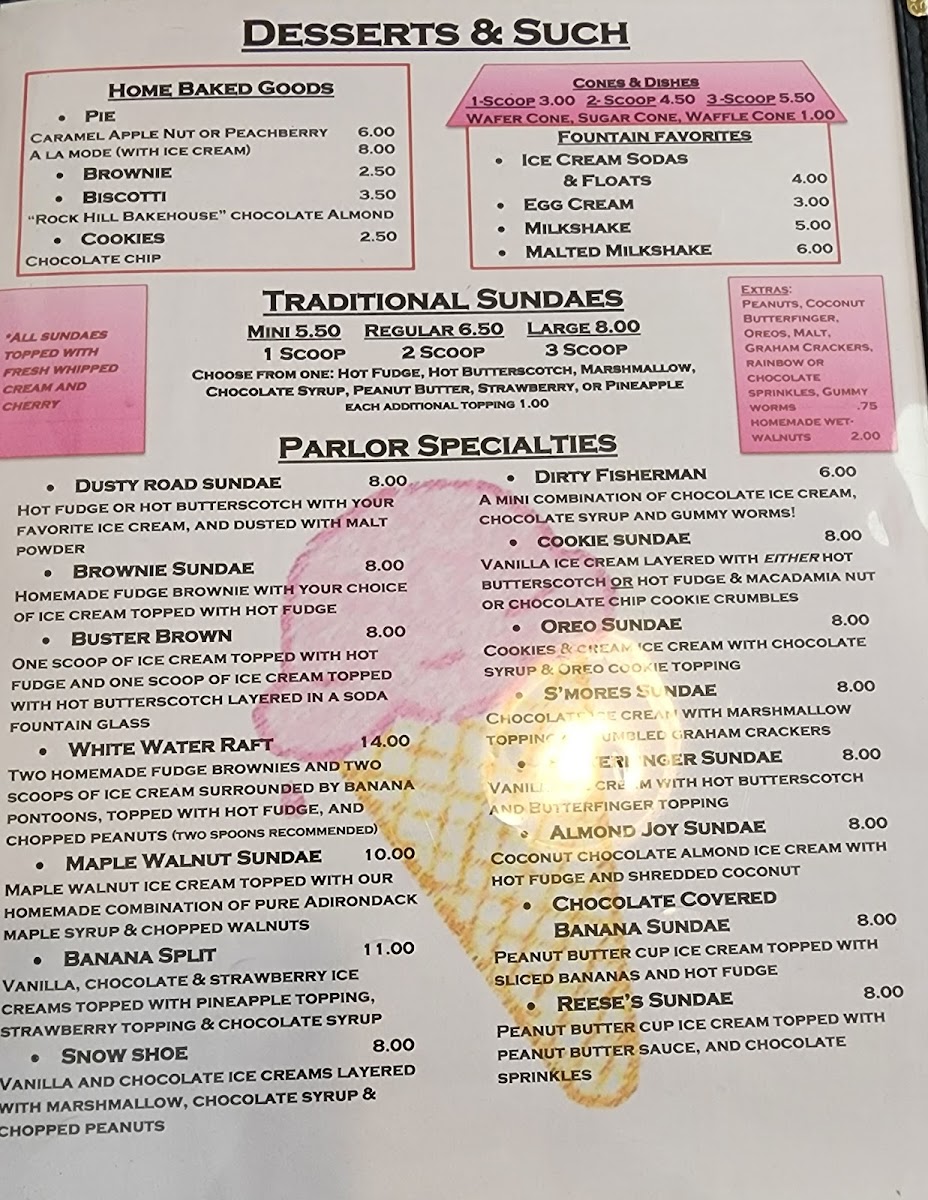 Desserts & Such
Home Baked Goods
• Pie
Caramel Apple Nut or Peachberry 6.00
A la mode (with ice cream) 8.00
• Brownie 2.50
• Biscotti 3.50
"Rock Hill Bakehouse" chocolate Almond
• Cookies 2.50
Chocolate chip
Cones & Dishes
1-Scoop 3.00 2- Scoop 4.50 3-Scoop 5.50
Wafer Cone, Sugar Cone, Waffle Cone 1.00
Fountain favorites
• Ice Cream Sodas
& Floats 4.00
• Egg Cream 3.00
• Milkshake 5.00
• Malted Milkshake 6.00
*All sundaes
topped with
fresh whipped
cream and
cherry
Traditional Sundaes
Mini 5.50 Regular 6.50 Large 8.00
1 Scoop 2 Scoop 3 Scoop
Choose from one: Hot Fudge, Hot Butterscotch, Marshmallow,
Chocolate Syrup, Peanut Butter, Strawberry, or Pineapple
each additional topping 1.00
Extras:
Peanuts, Coconut
Butterfinger,
Oreos, Malt,
Graham Crackers,
rainbow or
chocolate
sprinkles, Gummy
worms .75
homemade wet-
walnuts 2.00
Parlor Specialties
• Dusty road sundae 8.00
Hot fudge or hot butterscotch with your
favorite ice cream, and dusted with malt
powder
• Brownie Sundae 8.00
Homemade fudge brownie with your choice
of ice cream topped with hot fudge
• Buster Brown 8.00
One scoop of ice cream topped with hot
fudge and one scoop of ice cream topped
with hot butterscotch layered in a soda
fountain glass
• White Water Raft 14.00
Two homemade fudge brownies and two
scoops of ice cream surrounded by banana
pontoons, topped with hot fudge, and
chopped peanuts (two spoons recommended)
• Maple Walnut Sundae 10.00
Maple walnut ice cream topped with our
homemade combination of pure Adirondack
maple syrup & chopped walnuts
• Banana Split 11.00
Vanilla, chocolate & strawberry ice
creams topped with pineapple topping,
strawberry topping & chocolate syrup
• Snow shoe 8.00
Vanilla and chocolate ice creams layered
with marshmallow, chocolate syrup &
chopped peanuts
• Dirty Fisherman 6.00
A mini combination of chocolate ice cream,
chocolate syrup and gummy worms!
• cookie sundae 8.00
Vanilla ice cream layered with either hot
butterscotch or hot fudge & macadamia nut
or chocolate chip cookie crumbles
• Oreo Sundae 8.00
Cookies & cream ice cream with chocolate
syrup & Oreo cookie topping
• S'mores Sundae 8.00
Chocolate ice cream with marshmallow
topping graham crackers
• Sundae 8.00
cream with hot butterscotch
and Butterfinger topping
• Almond Joy Sundae 8.00
Coconut chocolate almond ice cream with
hot fudge and shredded coconut
• Chocolate Covered
Banana Sundae 8.00
Peanut butter cup ice cream topped with
sliced bananas and hot fudge
• Reese's Sundae 8.00
Peanut butter cup ice cream topped with
peanut butter sauce, and chocolate
sprinkles